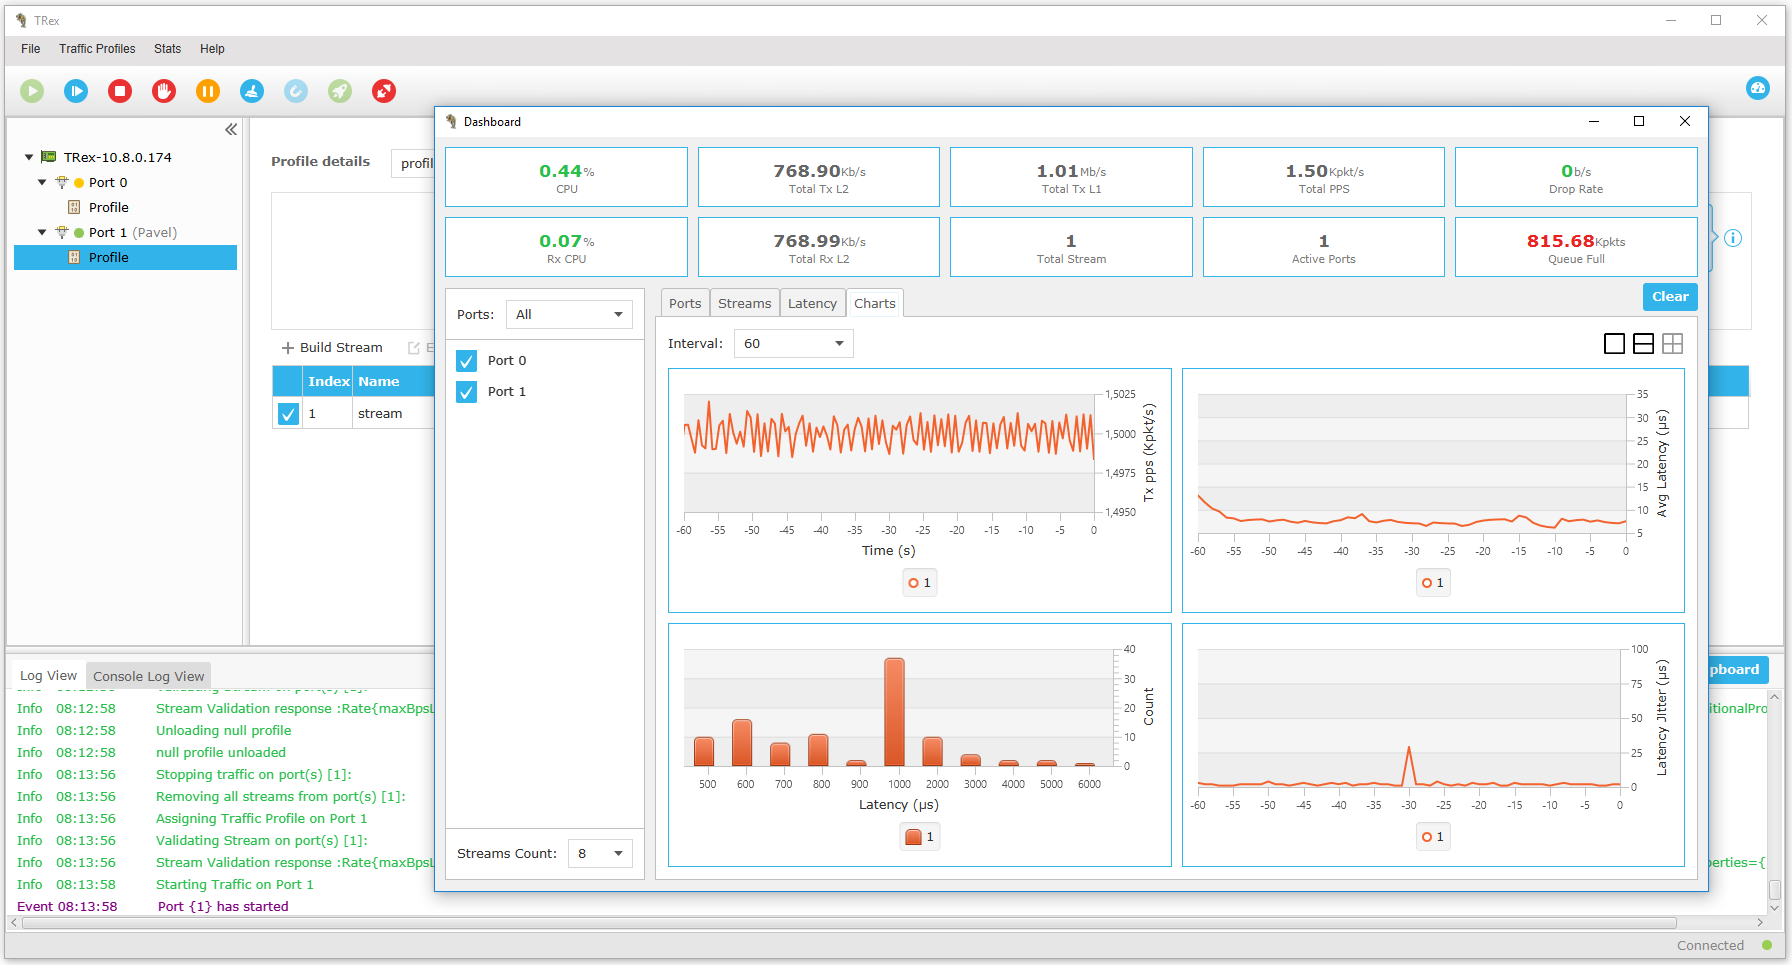 TRex
File Traffic Profiles Stats Help
TRex-10.8.0.174
Port 0
Profile
Port 1 (Pavel)
Profile
Profile details
Build Stream
Index Name
1 stream
Dashboard
0.44% CPU
768.90Kb/s Total Tx L2
1.01Mb/s Total Tx L1
1.50Kpkt/s Total PPS
0b/s Drop Rate
0.07% Rx CPU
768.99Kb/s Total Rx L2
1 Total Stream
1 Active Ports
815.68Kpkts Queue Full
Ports: All
Port 0
Port 1
Streams Count: 8
Ports Streams Latency Charts
Clear
Interval: 60
1,5025
1,5000
1,4975
1,4950
Tx pps (Kpkt/s)
-60 -55 -50 -45 -40 -35 -30 -25 -20 -15 -10 -5 0
Time (s)
1
35
30
25
20
15
10
5
Avg Latency (µs)
-60 -55 -50 -45 -40 -35 -30 -25 -20 -15 -10 -5 0
1
40
30
20
10
0
Count
500 600 700 800 900 1000 2000 3000 4000 5000 6000
Latency (µs)
1
100
75
50
25
0
Latency Jitter (µs)
-60 -55 -50 -45 -40 -35 -30 -25 -20 -15 -10 -5 0
1
Log View Console Log View
Info 08:12:58 Stream Validation response :Rate{maxBpsL
Info 08:12:58 Unloading null profile
Info 08:12:58 null profile unloaded
Info 08:13:56 Stopping traffic on port(s) [1]:
Info 08:13:56 Removing all streams from port(s) [1]:
Info 08:13:56 Assigning Traffic Profile on Port 1
Info 08:13:56 Validating Stream on port(s) [1]:
Info 08:13:56 Stream Validation response :Rate{maxBpsL
Info 08:13:58 Starting Traffic on Port 1
Event 08:13:58 Port {1} has started
Connected